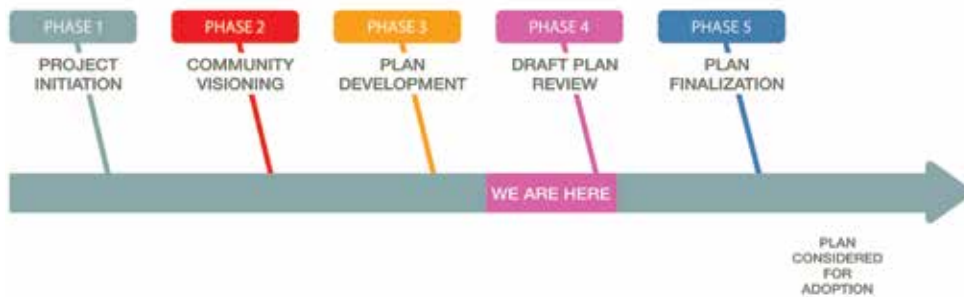 PHASE 1
PROJECT
INITIATION
PHASE 2
COMMUNITY
VISIONING
PHASE 3
PLAN
DEVELOPMENT
PHASE 4
DRAFT PLAN
REVIEW
PHASE 5
PLAN
FINALIZATION
WE ARE HERE
PLAN
CONSIDERED
FOR
ADOPTION